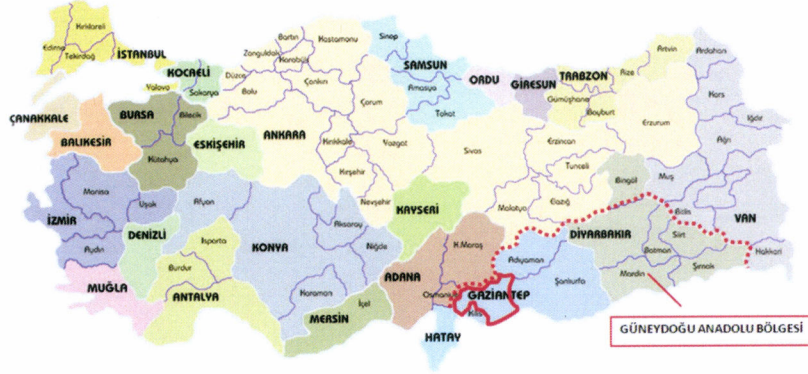 Kırklareli
Edirne
Tekirdağ
İSTANBUL
Yalova
KOCAELİ
Sakarya
Düzce
Bolu
Zonguldak
Bartın
Karabük
Kastamonu
Çankırı
Sinop
SAMSUN
Amasya
Tokat
Çorum
ORDU
GİRESUN
TRABZON
Gümüşhane
Bayburt
Rize
Artvin
Ardahan
Kars
Iğdır
Ağrı
Erzurum
Erzincan
Tunceli
Bingöl
Muş
Bitlis
VAN
Hakkari
ÇANAKKALE
BALIKESİR
BURSA
Bilecik
Kütahya
ESKİŞEHİR
ANKARA
Kırıkkale
Kırşehir
Yozgat
Nevşehir
Sivas
KAYSERİ
Malatya
Elazığ
İZMİR
Manisa
Uşak
Aydın
DENİZLİ
Afyon
Isparta
Burdur
MUĞLA
ANTALYA
KONYA
Aksaray
Niğde
Karaman
MERSİN
İçel
ADANA
K.Maraş
Osmaniye
HATAY
GAZİANTEP
Kilis
Adıyaman
Şanlıurfa
DİYARBAKIR
Batman
Siirt
Mardin
Şırnak
GÜNEYDOĞU ANADOLU BÖLGESİ